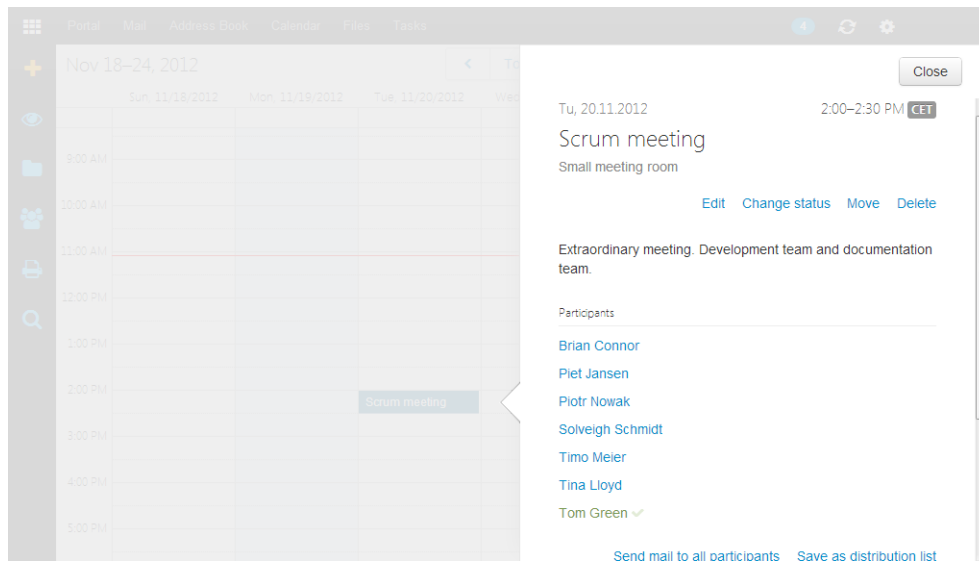 Portal Mail Address Book Calendar Files Tasks 4
Nov 18–24, 2012
Close
Sun, 11/18/2012 Mon, 11/19/2012 Tue, 11/20/2012
Tu, 20.11.2012 2:00–2:30 PM CET
Scrum meeting
Small meeting room
Edit Change status Move Delete
Extraordinary meeting. Development team and documentation
team.
Participants
Brian Connor
Piet Jansen
Piotr Nowak
Solveigh Schmidt
Timo Meier
Tina Lloyd
Tom Green
Send mail to all participants Save as distribution list
9:00 AM
10:00 AM
11:00 AM
12:00 PM
1:00 PM
2:00 PM
Scrum meeting
3:00 PM
4:00 PM
5:00 PM